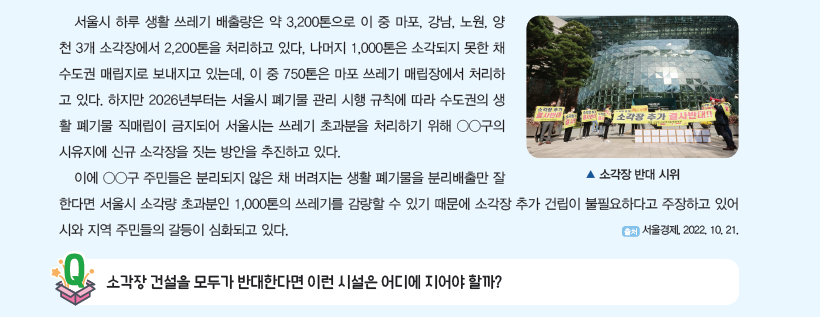 서울시 하루 생활 쓰레기 배출량은 약 3,200톤으로 이 중 마포, 강남, 노원, 양
천 3개 소각장에서 2,200톤을 처리하고 있다. 나머지 1,000톤은 소각되지 못한 채
수도권 매립지로 보내지고 있는데, 이 중 750톤은 마포 쓰레기 매립장에서 처리하
고 있다. 하지만 2026년부터는 서울시 폐기물 관리 시행 규칙에 따라 수도권의 생
활 폐기물 직매립이 금지되어 서울시는 쓰레기 초과분을 처리하기 위해 ○○구의
시유지에 신규 소각장을 짓는 방안을 추진하고 있다.
소각장 추가
결사반대
소각장 추가 결사반대!!
▲ 소각장 반대 시위
이에 ○○구 주민들은 분리되지 않은 채 버려지는 생활 폐기물을 분리배출만 잘
한다면 서울시 소각량 초과분인 1,000톤의 쓰레기를 감량할 수 있기 때문에 소각장 추가 건립이 불필요하다고 주장하고 있어
시와 지역 주민들의 갈등이 심화되고 있다.
출처 서울경제, 2022. 10. 21.
Q
소각장 건설을 모두가 반대한다면 이런 시설은 어디에 지어야 할까?